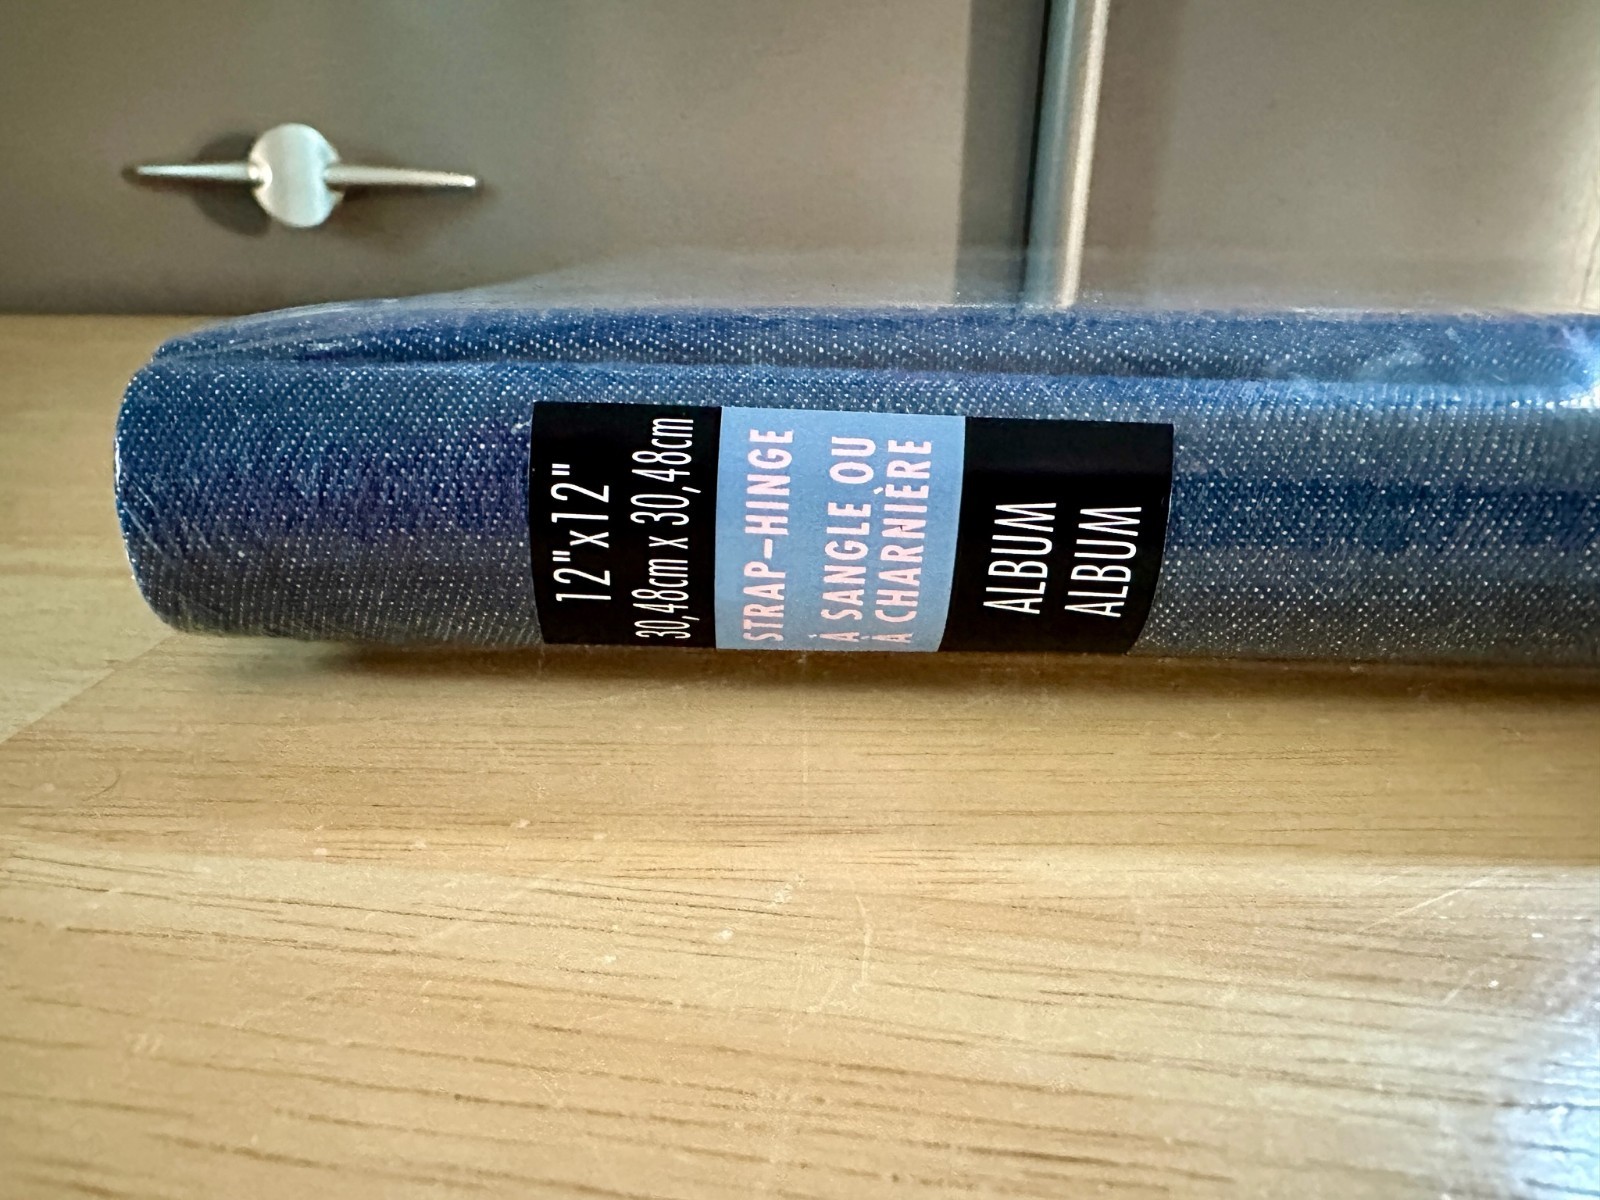 12"x12"
30,48cm x 30,48cm
STRAP-HINGE
À SANGLE OU
À CHARNIÈRE
ALBUM
ALBUM